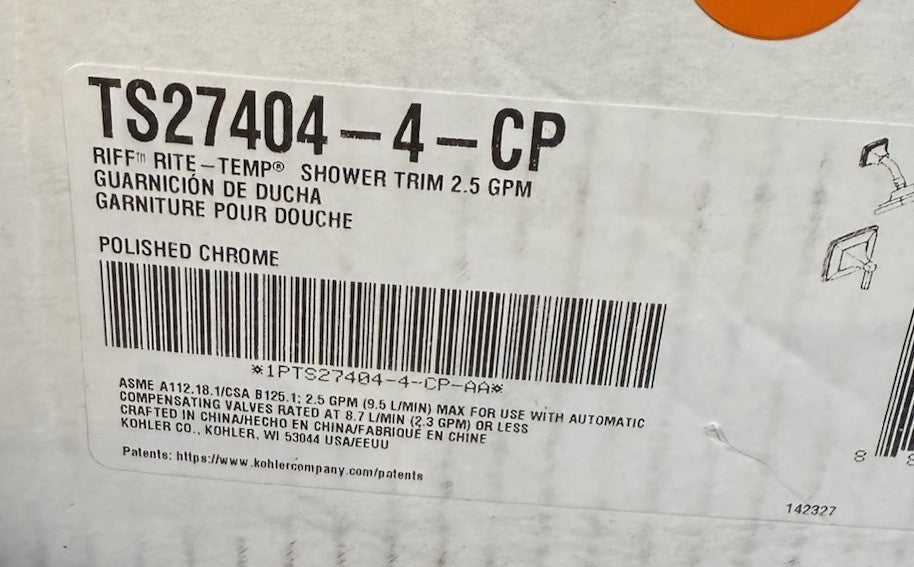 TS27404-4-CP
RIFF™ RITE-TEMP® SHOWER TRIM 2.5 GPM
GUARNICIÓN DE DUCHA
GARNITURE POUR DOUCHE
POLISHED CHROME
*1PTS27404-4-CP-AA*
ASME A112.18.1/CSA B125.1; 2.5 GPM (9.5 L/MIN) MAX FOR USE WITH AUTOMATIC
COMPENSATING VALVES RATED AT 8.7 L/MIN (2.3 GPM) OR LESS
CRAFTED IN CHINA/HECHO EN CHINA/FABRIQUÉ EN CHINE
KOHLER CO., KOHLER, WI 53044 USA/EEUU
Patents: https://www.kohlercompany.com/patents
8
142327